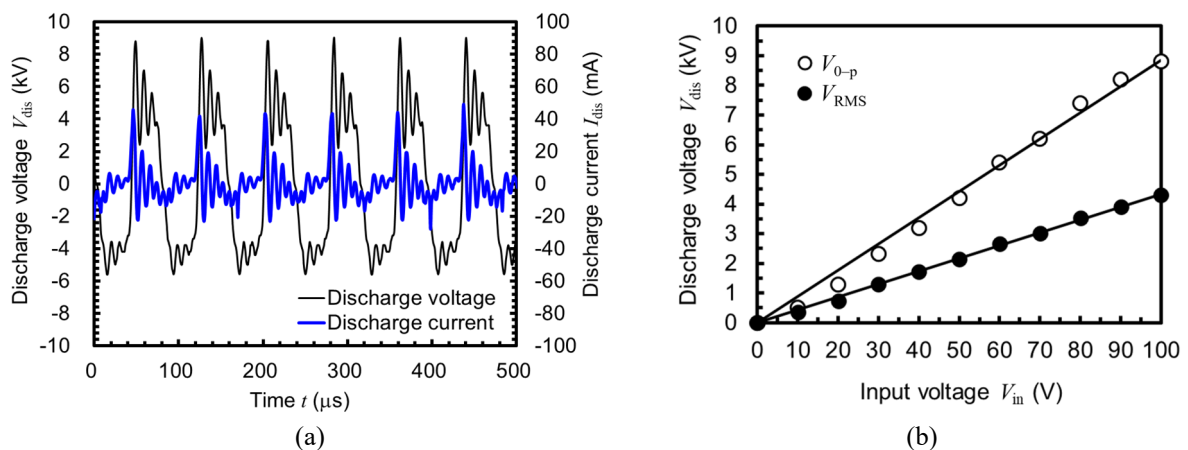 10
8
6
4
2
0
-2
-4
-6
-8
-10
Discharge voltage Vdis (kV)
100
80
60
40
20
0
-20
-40
-60
-80
-100
Discharge current Idis (mA)
Discharge voltage
Discharge current
0 100 200 300 400 500
Time t (μs)
(a)
10
9
8
7
6
5
4
3
2
1
0
Discharge voltage Vdis (kV)
V0–p
VRMS
0 10 20 30 40 50 60 70 80 90 100
Input voltage Vin (V)
(b)